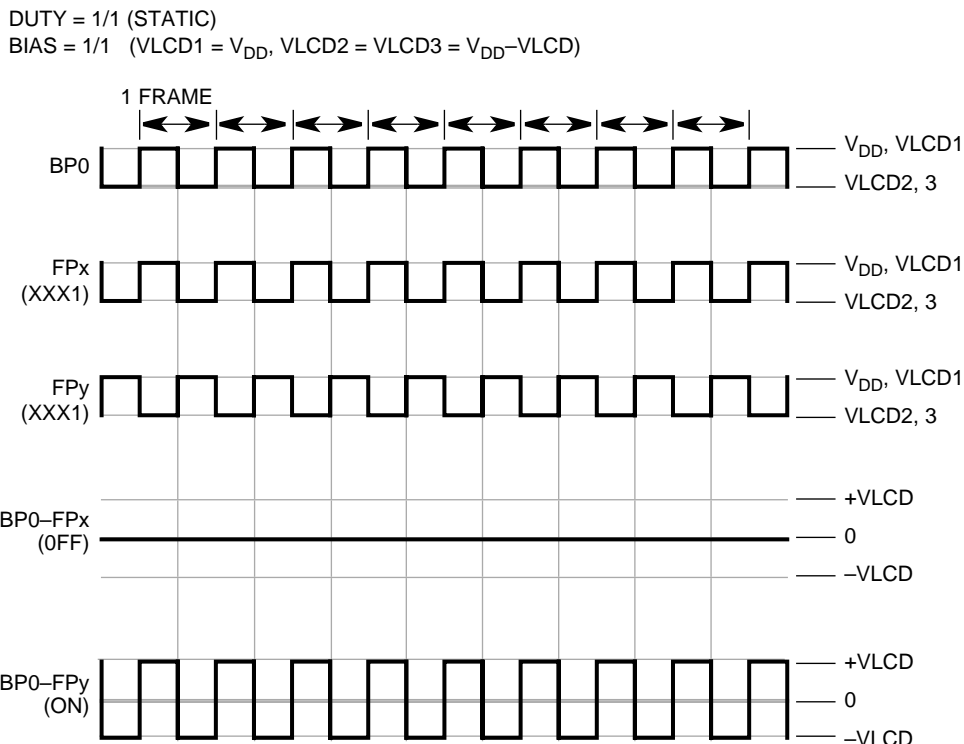 DUTY = 1/1 (STATIC)
BIAS = 1/1 (VLCD1 = VDD, VLCD2 = VLCD3 = VDD–VLCD)
1 FRAME
BP0
VDD, VLCD1
VLCD2, 3
FPx
(XXX1)
VDD, VLCD1
VLCD2, 3
FPy
(XXX1)
VDD, VLCD1
VLCD2, 3
BP0–FPx
(0FF)
+VLCD
0
–VLCD
BP0–FPy
(ON)
+VLCD
0
–VLCD